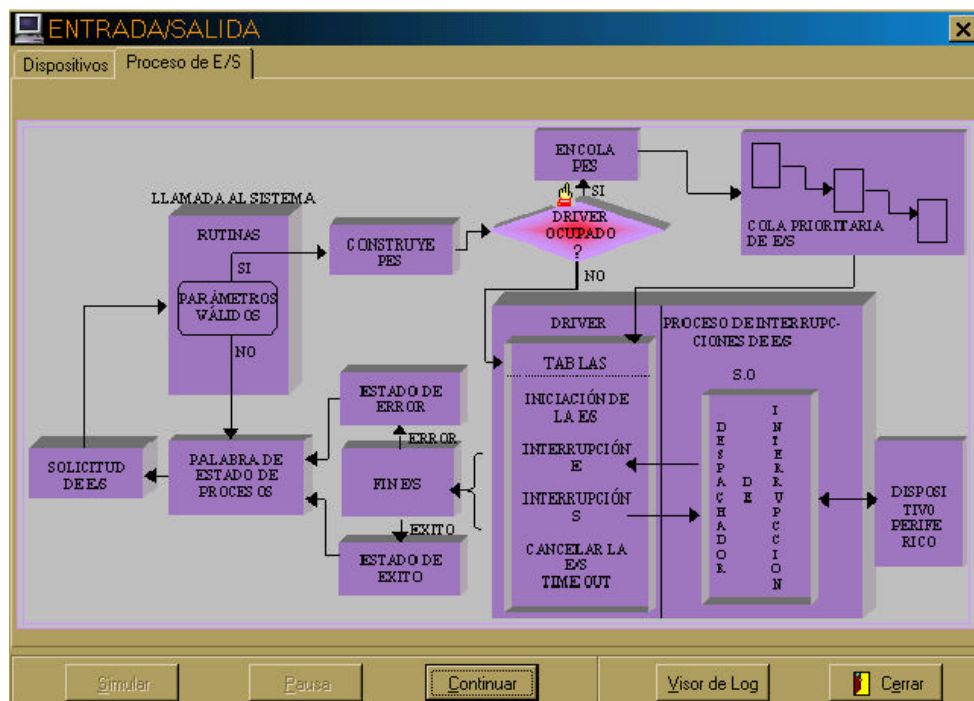 ENTRADA/SALIDA
Dispositivos
Proceso de E/S
LLAMADA AL SISTEMA
RUTINAS
SI
PARÁMETROS
WÁLIDOS
NO
CONSTRUYE
PES
ENCOLA
PES
SI
DRIVER
OCUPADO
?
NO
COLA PRIORITARIA
DE E/S
DRIVER
TABLAS
INICIACIÓN DE
LA E/S
INTERRUPCIÓN
E
INTERRUPCIÓN
S
CANCELAR LA
E/S
TIME OUT
PROCESO DE INTERRUPC-
CIONES DE E/S
S.O
DESPACHADOR
DE
INTERRUPCCION
DISPOSI
TIVO
PERIFE
RICO
ESTADO DE
ERROR
ERROR
FIN E/S
EXITO
ESTADO DE
EXITO
PALABRA DE
ESTADO DE
PROCESOS
SOLICITUD
DE E/S
Simular
Pausa
Continuar
Visor de Log
Cerrar